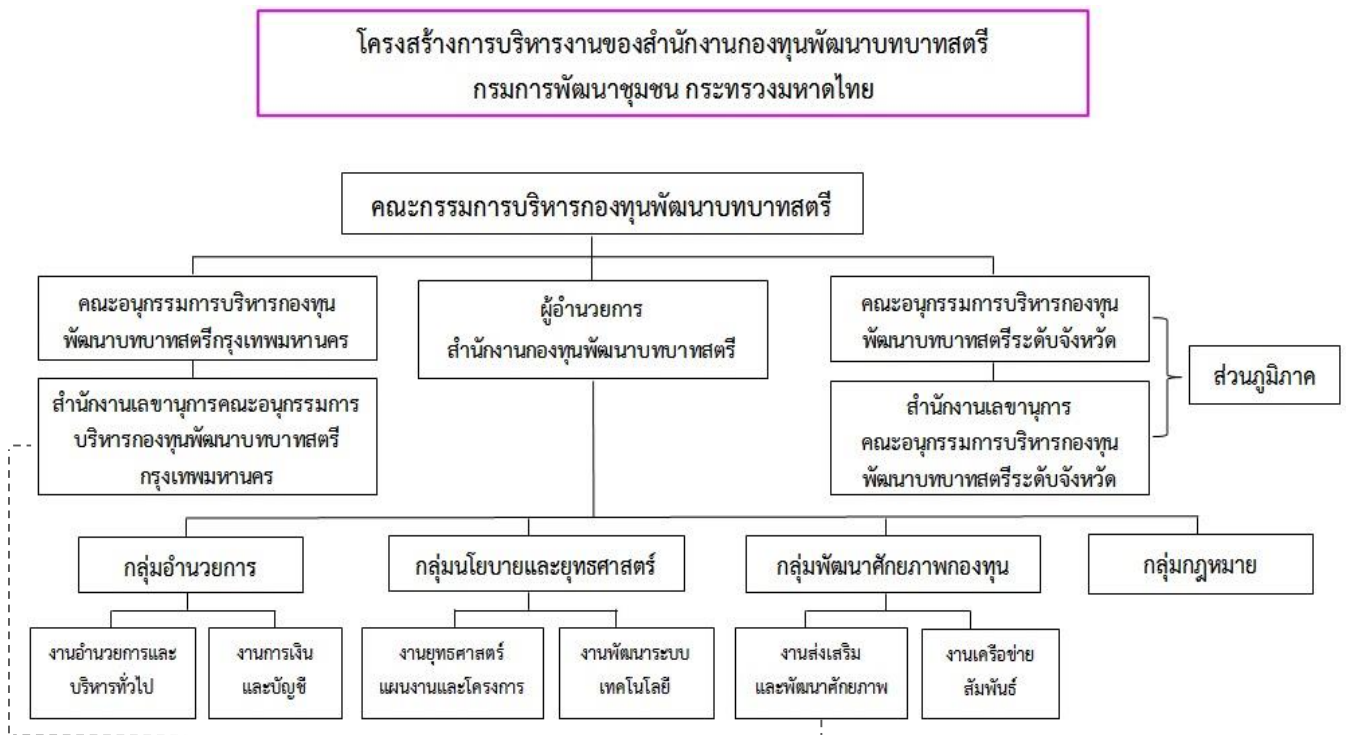 โครงสร้างการบริหารงานของสำนักงานกองทุนพัฒนาบทบาทสตรี
กรมการพัฒนาชุมชน กระทรวงมหาดไทย
คณะกรรมการบริหารกองทุนพัฒนาบทบาทสตรี
คณะอนุกรรมการบริหารกองทุน
พัฒนาบทบาทสตรีกรุงเทพมหานคร
ผู้อำนวยการ
สำนักงานกองทุนพัฒนาบทบาทสตรี
คณะอนุกรรมการบริหารกองทุน
พัฒนาบทบาทสตรีระดับจังหวัด
ส่วนภูมิภาค
สำนักงานเลขานุการคณะอนุกรรมการ
บริหารกองทุนพัฒนาบทบาทสตรี
กรุงเทพมหานคร
สำนักงานเลขานุการ
คณะอนุกรรมการบริหารกองทุน
พัฒนาบทบาทสตรีระดับจังหวัด
กลุ่มอำนวยการ
กลุ่มนโยบายและยุทธศาสตร์
กลุ่มพัฒนาศักยภาพกองทุน
กลุ่มกฎหมาย
งานอำนวยการและ
บริหารทั่วไป
งานการเงิน
และบัญชี
งานยุทธศาสตร์
แผนงานและโครงการ
งานพัฒนาระบบ
เทคโนโลยี
งานส่งเสริม
และพัฒนาศักยภาพ
งานเครือข่าย
สัมพันธ์